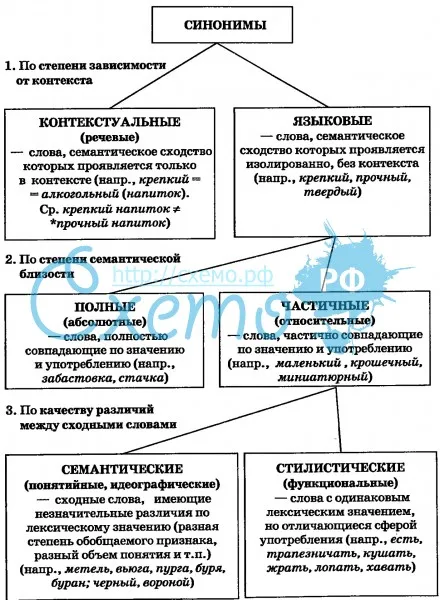 СИНОНИМЫ
1. По степени зависимости
от контекста
КОНТЕКСТУАЛЬНЫЕ
(речевые)
— слова, семантическое сходство
которых проявляется только
в контексте (напр., крепкий =
= алкогольный (напиток).
Ср. крепкий напиток ≠
*прочный напиток)
ЯЗЫКОВЫЕ
— слова, семантическое
сходство которых проявляется
изолированно, без контекста
(напр., крепкий, прочный,
твердый)
2. По степени семантической
близости
http://схемо.рф
Схемо
РФ
ПОЛНЫЕ
(абсолютные)
— слова, полностью
совпадающие по значению
и употреблению (напр.,
забастовка, стачка)
ЧАСТИЧНЫЕ
(относительные)
— слова, частично совпадающие
по значению и употреблению
(напр., маленький , крошечный,
миниатюрный)
3. По качеству различий
между сходными словами
СЕМАНТИЧЕСКИЕ
(понятийные, идеографические)
— сходные слова, имеющие
незначительные различия по
лексическому значению (разная
степень обобщаемого признака,
разный объем понятия и т.п.)
(напр., метель, вьюга, пурга, буря,
буран; черный, вороной)
СТИЛИСТИЧЕСКИЕ
(функциональные)
— слова с одинаковым
лексическим значением,
но отличающиеся сферой
употребления (напр., есть,
трапезничать, кушать,
жрать, лопать, хавать)